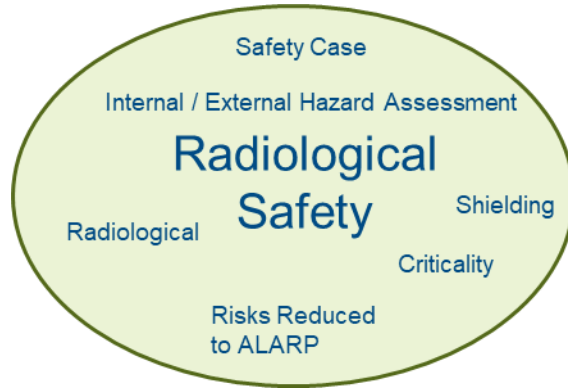 Safety Case
Internal / External Hazard Assessment
Radiological
Safety
Shielding
Radiological
Criticality
Risks Reduced
to ALARP